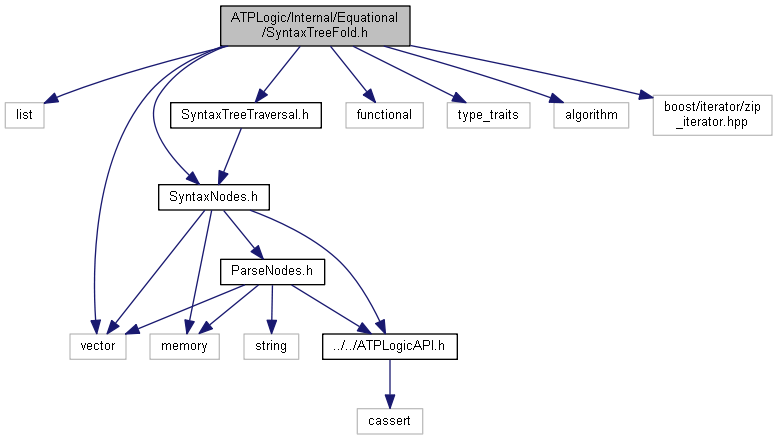 ATPLogic/Internal/Equational
/SyntaxTreeFold.h
list
SyntaxTreeTraversal.h
functional
type_traits
algorithm
boost/iterator/zip
_iterator.hpp
SyntaxNodes.h
ParseNodes.h
vector
memory
string
../../ATPLogicAPI.h
cassert